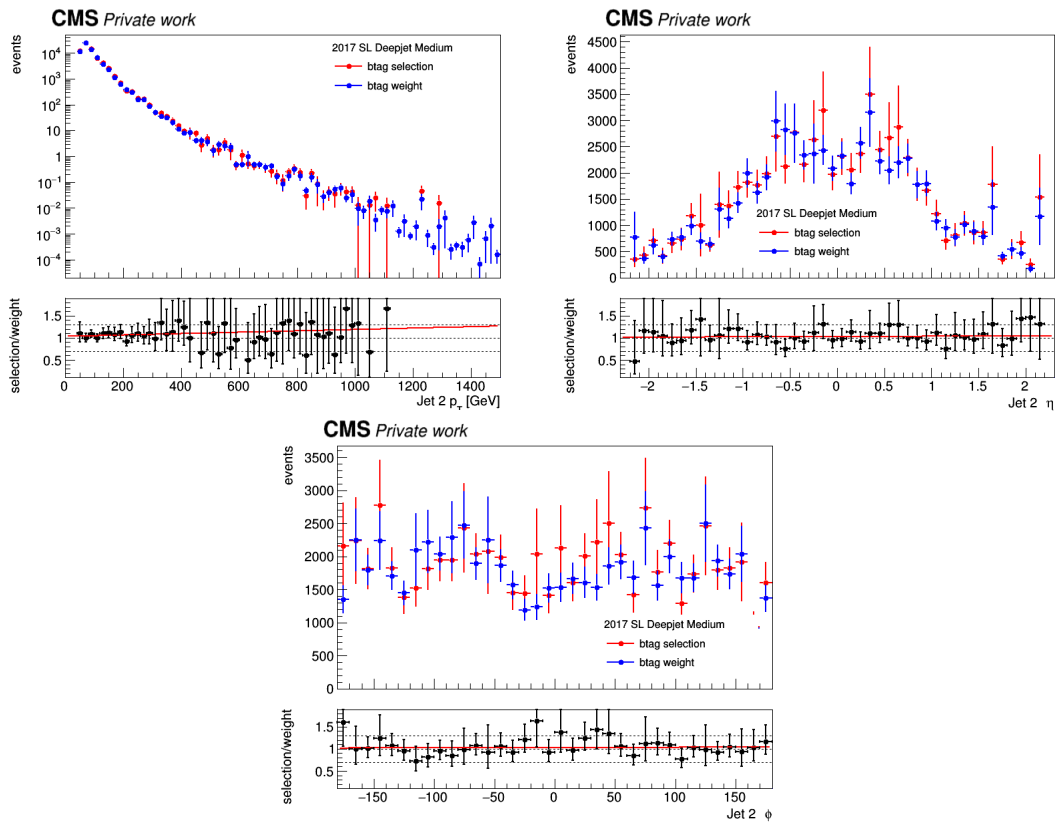 CMS Private work
events
2017 SL Deepjet Medium
btag selection
btag weight
10⁴
10³
10²
10
1
10⁻¹
10⁻²
10⁻³
10⁻⁴
selection/weight
1.5
1
0.5
0 200 400 600 800 1000 1200 1400
Jet 2 p_T [GeV]
CMS Private work
events
4500
4000
3500
3000
2500
2000
1500
1000
500
0
2017 SL Deepjet Medium
btag selection
btag weight
selection/weight
1.5
1
0.5
−2 −1.5 −1 −0.5 0 0.5 1 1.5 2
Jet 2 η
CMS Private work
events
3500
3000
2500
2000
1500
1000
500
0
2017 SL Deepjet Medium
btag selection
btag weight
selection/weight
1.5
1
0.5
−150 −100 −50 0 50 100 150
Jet 2 ϕ